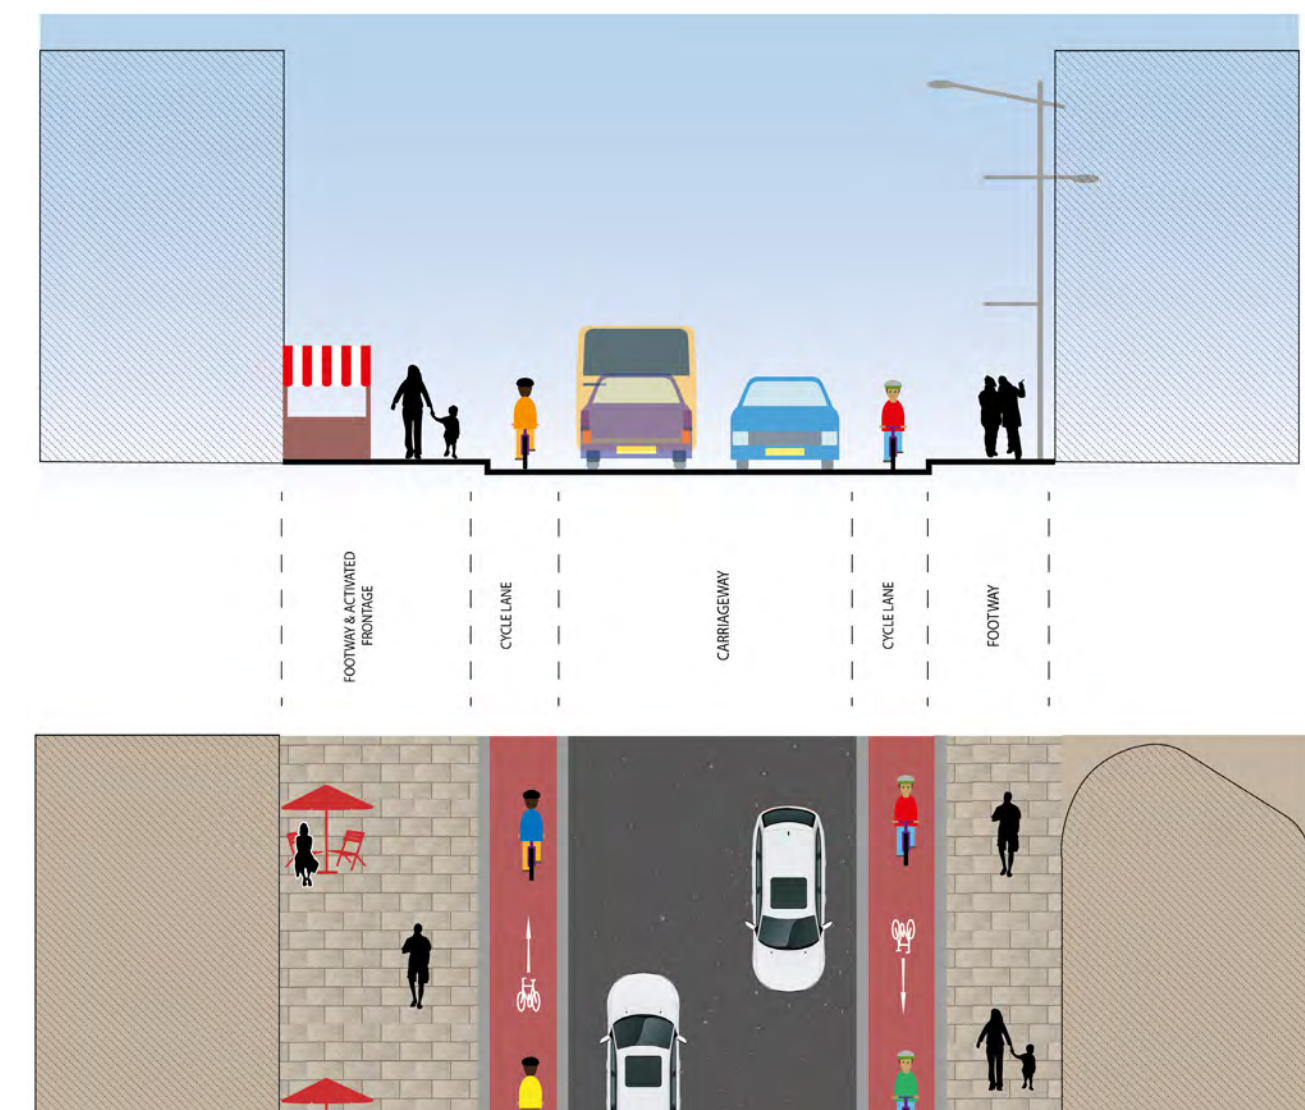 FOOTWAY & ACTIVATED
FRONTAGE
CYCLE LANE
CARRIAGEWAY
CYCLE LANE
FOOTWAY